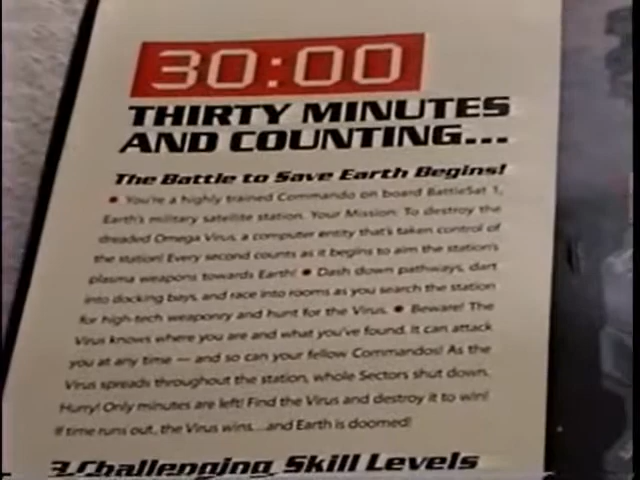 30:00
THIRTY MINUTES
AND COUNTING...
The Battle to Save Earth Begins!
• You're a highly trained Commando on board BattleSat 1,
Earth's military satellite station. Your Mission: To destroy the
dreaded Omega Virus, a computer entity that's taken control of
the station! Every second counts as it begins to aim the station's
plasma weapons towards Earth! • Dash down pathways, dart
into docking bays, and race into rooms as you search the station
for high-tech weaponry and hunt for the Virus. • Beware! The
Virus knows where you are and what you've found. It can attack
you at any time — and so can your fellow Commandos! As the
Virus spreads throughout the station, whole Sectors shut down.
Hurry! Only minutes are left! Find the Virus and destroy it to win!
If time runs out, the Virus wins...and Earth is doomed!
3 Challenging Skill Levels